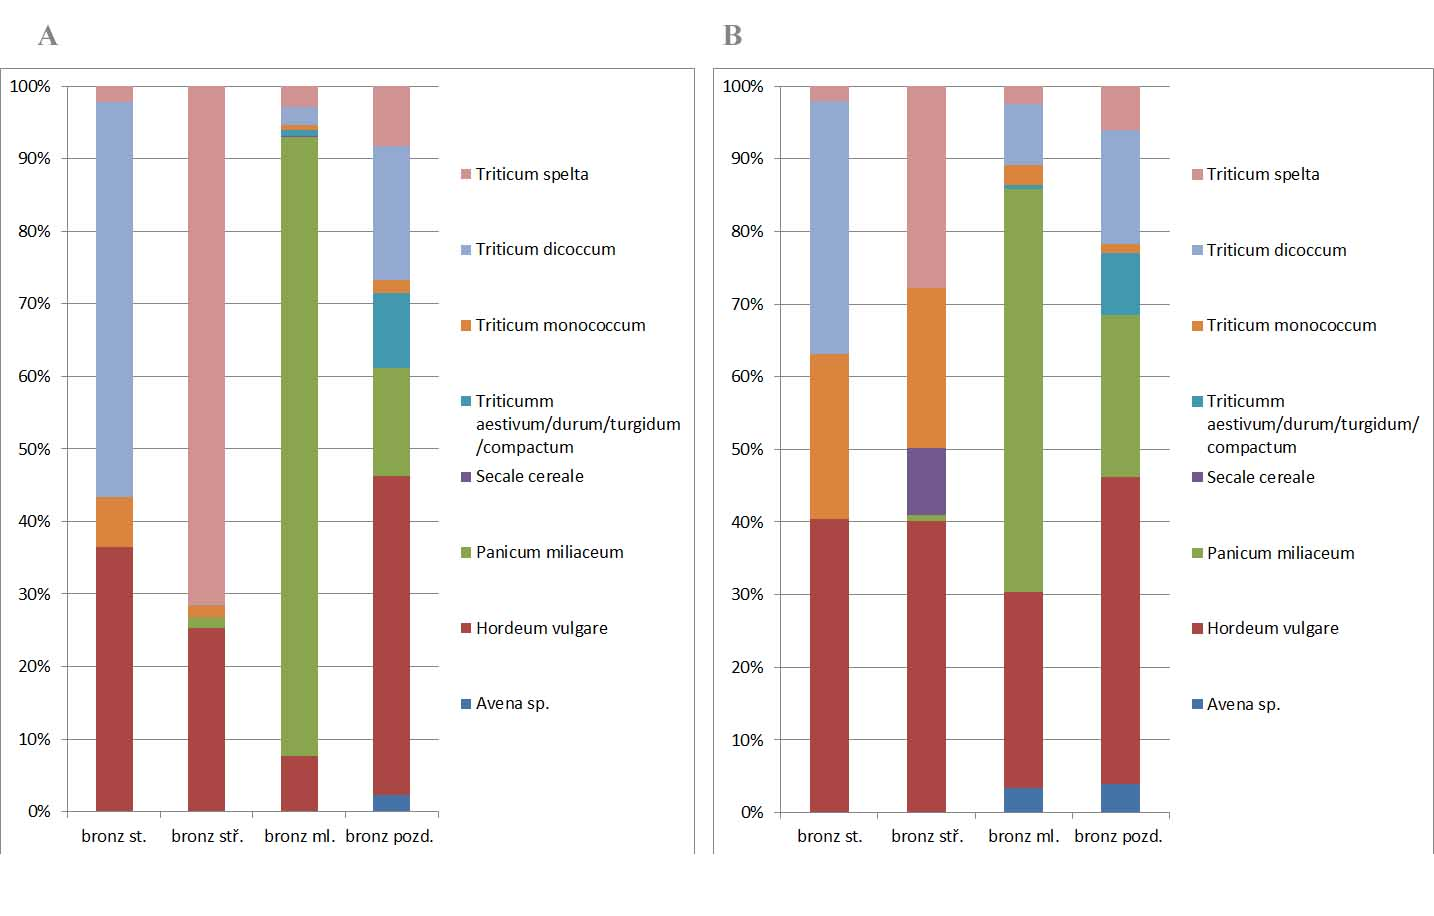 A
100%
90%
80%
70%
60%
50%
40%
30%
20%
10%
0%
bronz st.
bronz stř.
bronz ml.
bronz pozd.
Triticum spelta
Triticum dicoccum
Triticum monococcum
Triticumm
aestivum/durum/turgidum
/compactum
Secale cereale
Panicum miliaceum
Hordeum vulgare
Avena sp.
B
100%
90%
80%
70%
60%
50%
40%
30%
20%
10%
0%
bronz st.
bronz stř.
bronz ml.
bronz pozd.
Triticum spelta
Triticum dicoccum
Triticum monococcum
Triticumm
aestivum/durum/turgidum/
compactum
Secale cereale
Panicum miliaceum
Hordeum vulgare
Avena sp.